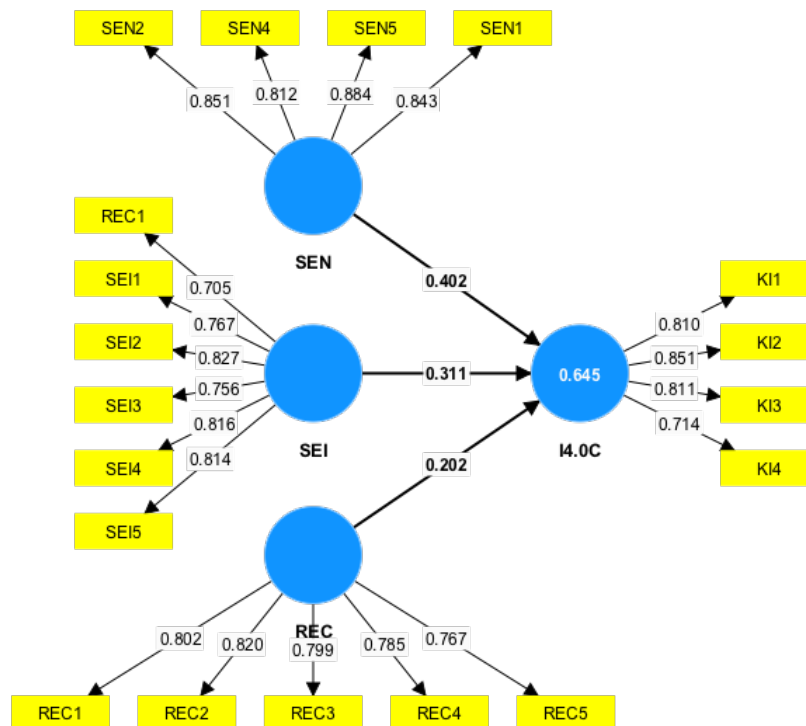 SEN2 SEN4 SEN5 SEN1
0.851 0.812 0.884 0.843
SEN
REC1
SEI1
SEI2
SEI3
SEI4
SEI5
0.705
0.767
0.827
0.756
0.816
0.814
SEI
0.402
0.311
0.202
0.645
I4.0C
0.810
0.851
0.811
0.714
KI1
KI2
KI3
KI4
REC
0.802 0.820 0.799 0.785 0.767
REC1 REC2 REC3 REC4 REC5